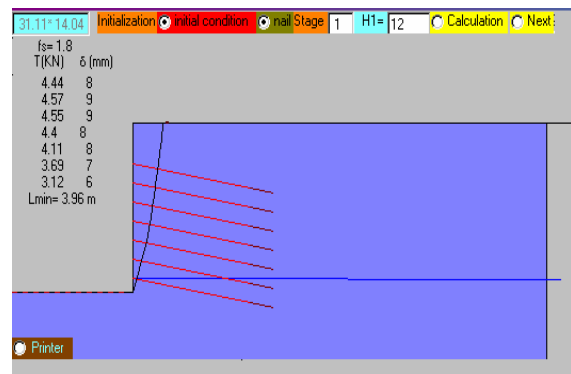 31.11* 14.04 Initialization initial condition nail Stage 1 H1= 12 Calculation Next
fs= 1.8
T(KN) δ (mm)
4.44 8
4.57 9
4.55 9
4.4 8
4.11 8
3.69 7
3.12 6
Lmin= 3.96 m
Printer